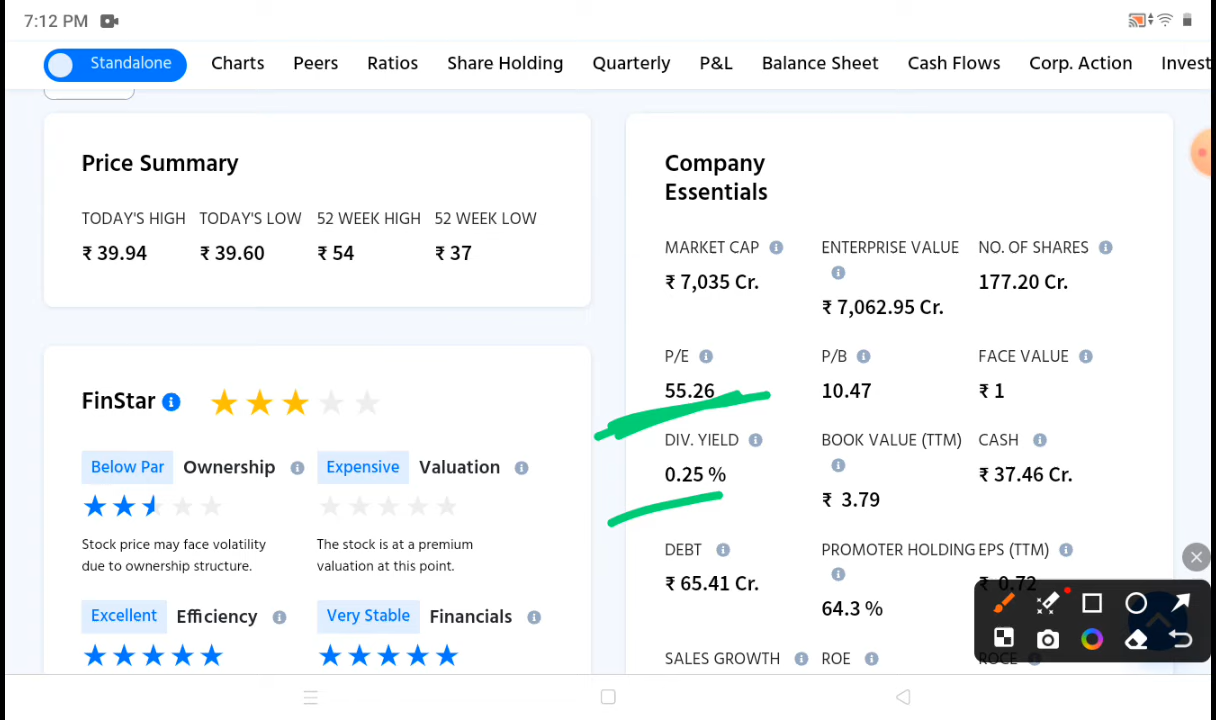 7:12 PM
Standalone Charts Peers Ratios Share Holding Quarterly P&L Balance Sheet Cash Flows Corp. Action Invest
Price Summary
TODAY'S HIGH TODAY'S LOW 52 WEEK HIGH 52 WEEK LOW
₹ 39.94 ₹ 39.60 ₹ 54 ₹ 37
FinStar
Below Par Ownership
Stock price may face volatility
due to ownership structure.
Expensive Valuation
The stock is at a premium
valuation at this point.
Excellent Efficiency
Very Stable Financials
Company
Essentials
MARKET CAP ENTERPRISE VALUE NO. OF SHARES
₹ 7,035 Cr. ₹ 7,062.95 Cr. 177.20 Cr.
P/E P/B FACE VALUE
55.26 10.47 ₹ 1
DIV. YIELD BOOK VALUE (TTM) CASH
0.25 % ₹ 3.79 ₹ 37.46 Cr.
DEBT PROMOTER HOLDING EPS (TTM)
₹ 65.41 Cr. 64.3 % ₹ 0.72
SALES GROWTH ROE ROCE